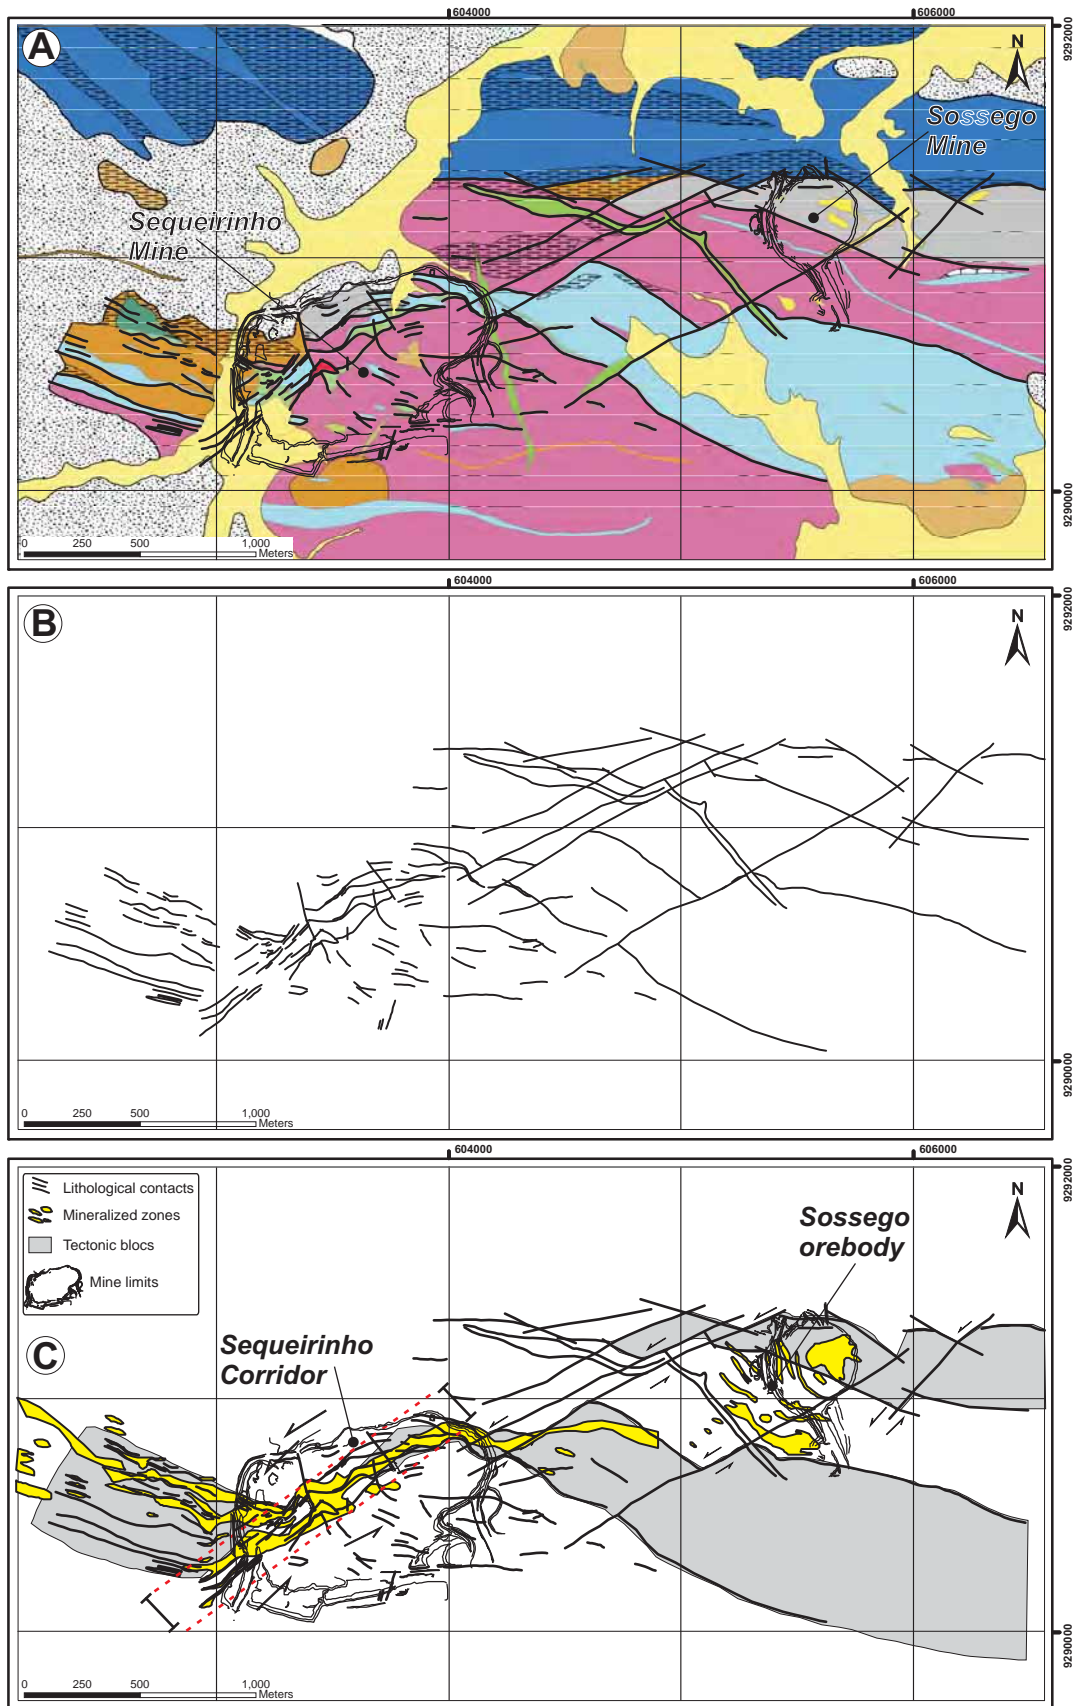 604000
606000
9292000
A
N
Sossego
Mine
Sequeirinho
Mine
9290000
0 250 500 1,000
Meters
604000
606000
9292000
B
N
9290000
0 250 500 1,000
Meters
604000
606000
9292000
Lithological contacts
Mineralized zones
Tectonic blocs
Mine limits
N
Sossego
orebody
C
Sequeirinho
Corridor
9290000
0 250 500 1,000
Meters